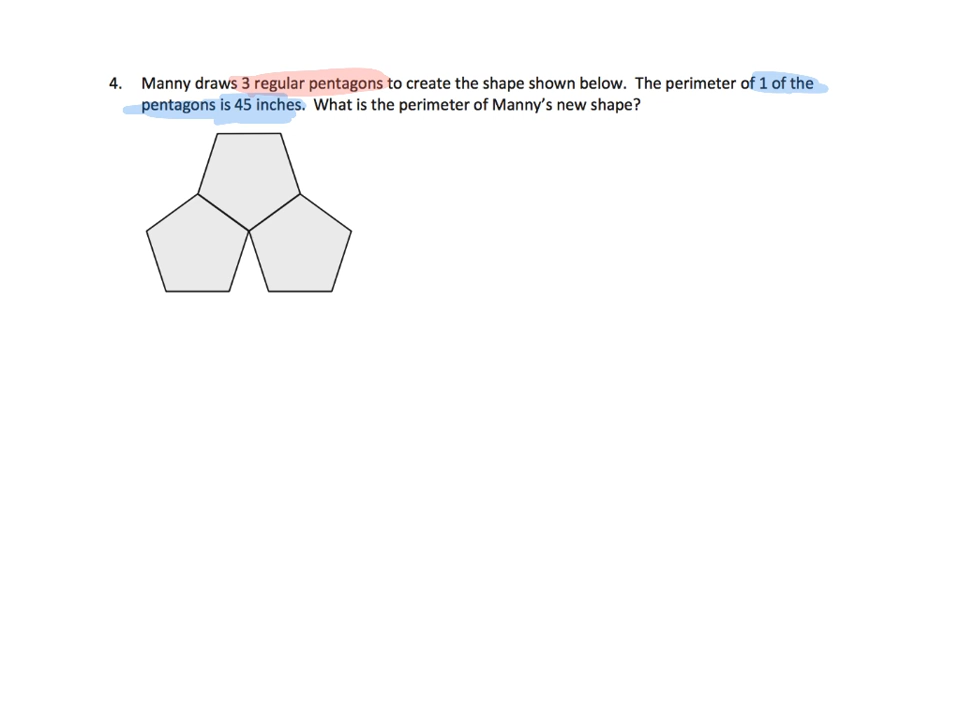 4. Manny draws 3 regular pentagons to create the shape shown below. The perimeter of 1 of the
pentagons is 45 inches. What is the perimeter of Manny's new shape?